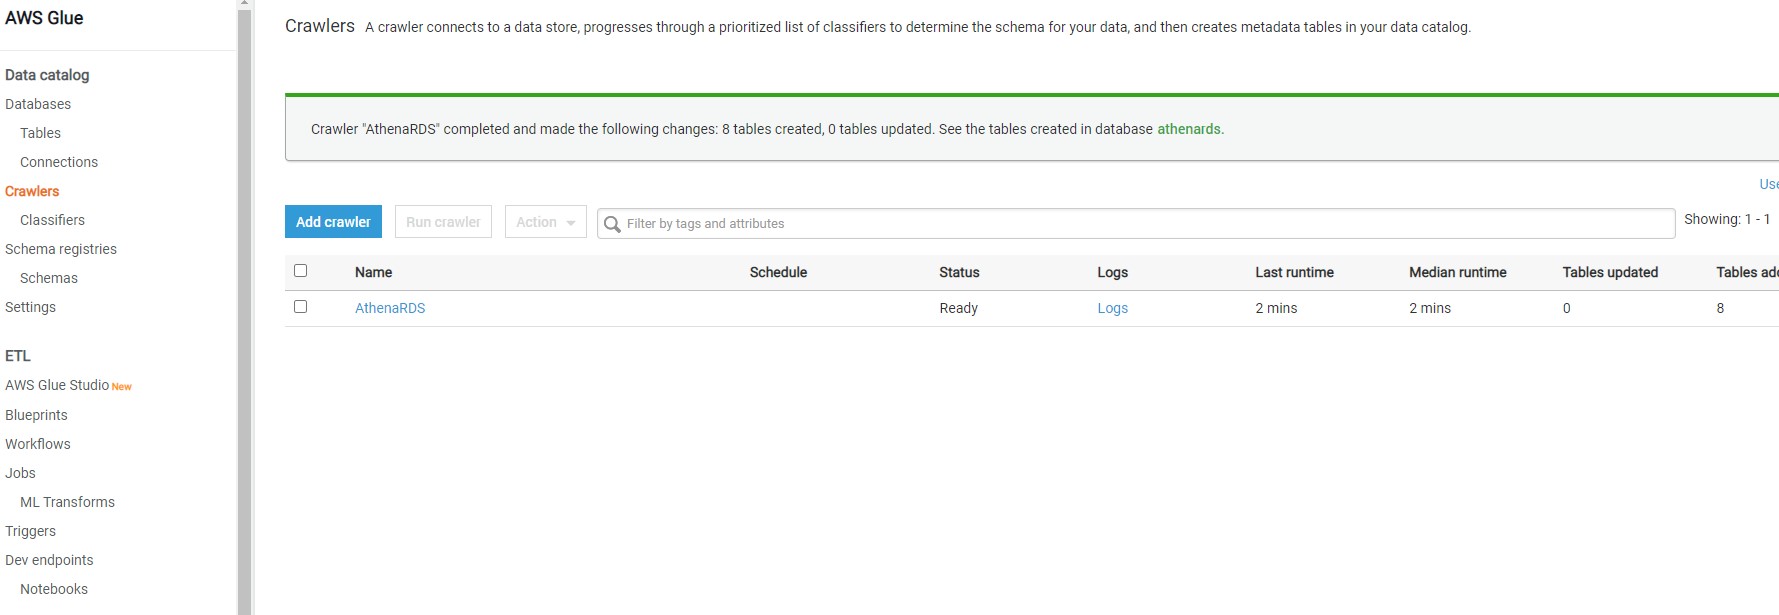 AWS Glue
Data catalog
Databases
Tables
Connections
Crawlers
Classifiers
Schema registries
Schemas
Settings
ETL
AWS Glue Studio New
Blueprints
Workflows
Jobs
ML Transforms
Triggers
Dev endpoints
Notebooks
Crawlers A crawler connects to a data store, progresses through a prioritized list of classifiers to determine the schema for your data, and then creates metadata tables in your data catalog.
Crawler "AthenaRDS" completed and made the following changes: 8 tables created, 0 tables updated. See the tables created in database athenards.
Use
Add crawler Run crawler Action Filter by tags and attributes Showing: 1 - 1
Name Schedule Status Logs Last runtime Median runtime Tables updated Tables add
AthenaRDS Ready Logs 2 mins 2 mins 0 8